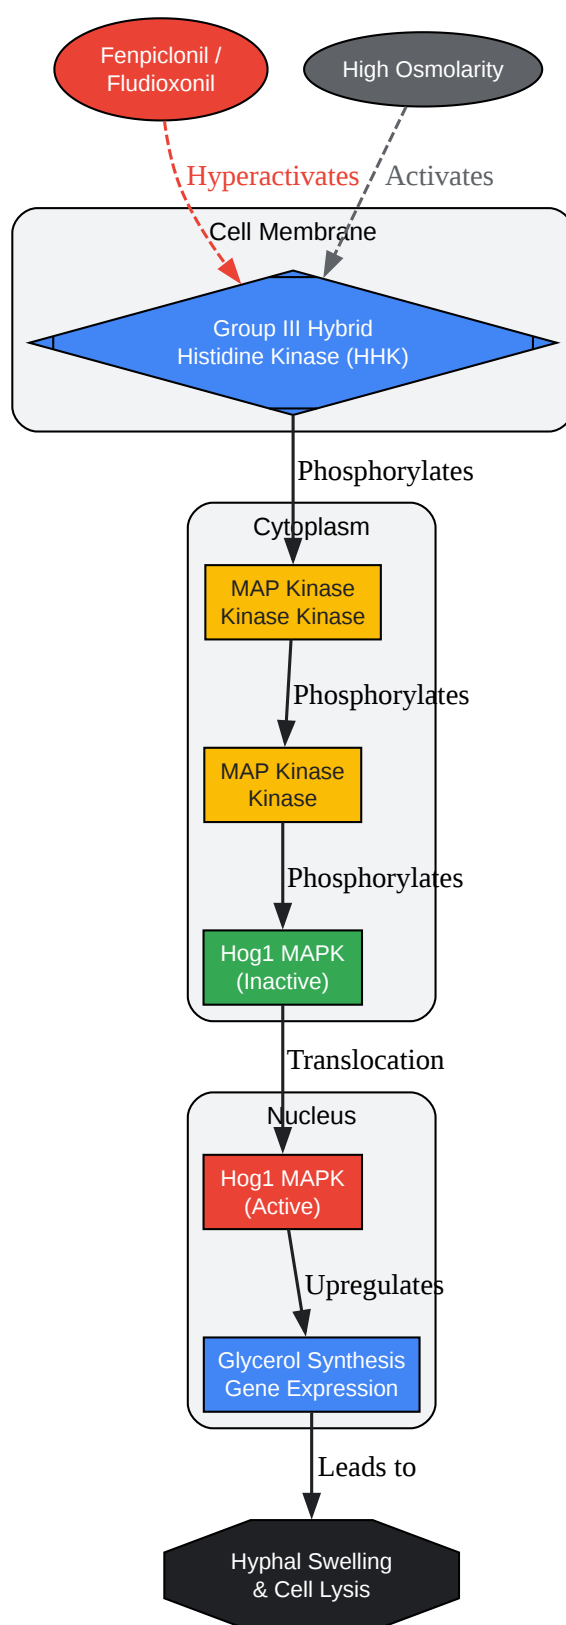 Fenpiclonil /
Fludioxonil
High Osmolarity
Hyperactivates
Activates
Cell Membrane
Group III Hybrid
Histidine Kinase (HHK)
Phosphorylates
Cytoplasm
MAP Kinase
Kinase Kinase
Phosphorylates
MAP Kinase
Kinase
Phosphorylates
Hog1 MAPK
(Inactive)
Translocation
Nucleus
Hog1 MAPK
(Active)
Upregulates
Glycerol Synthesis
Gene Expression
Leads to
Hyphal Swelling
& Cell Lysis